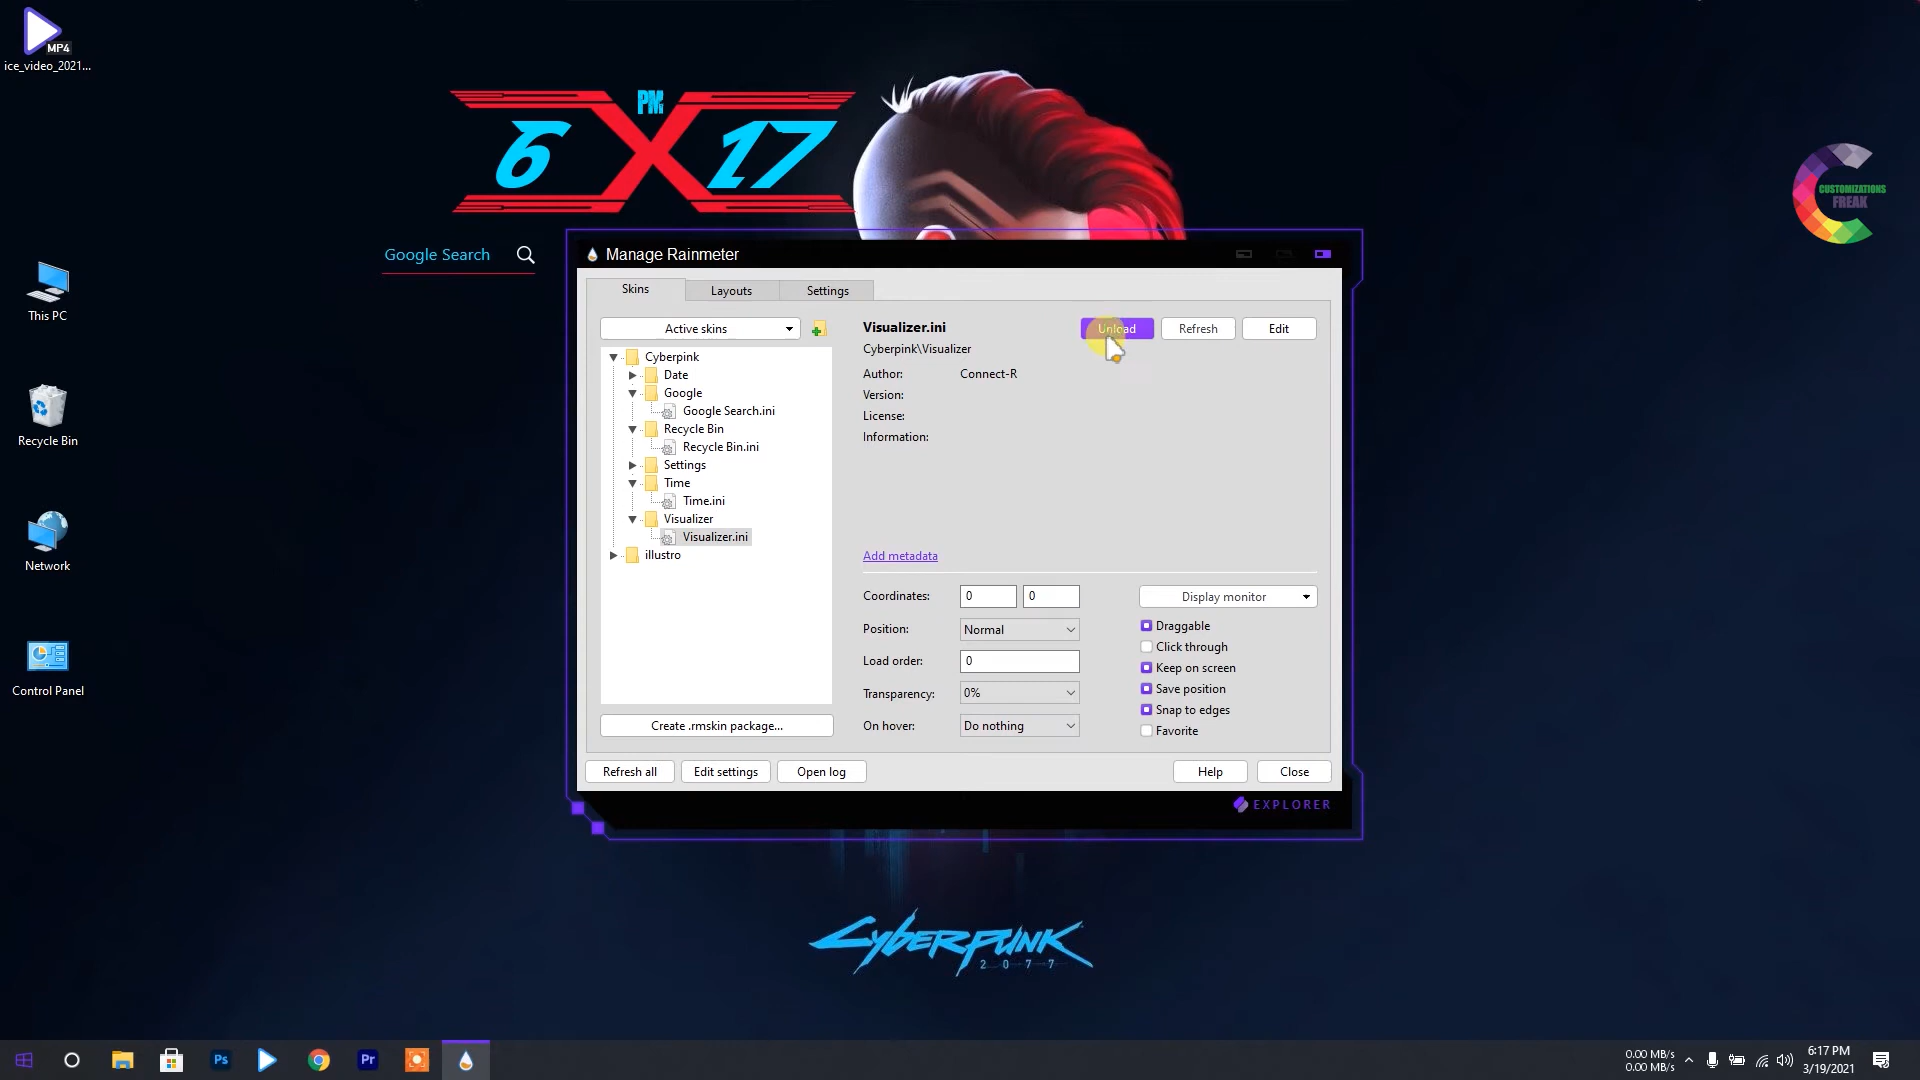 MP4
ice_video_2021...
PM
6 X 17
CUSTOMIZATIONS
FREAK
Google Search
This PC
Recycle Bin
Network
Control Panel
Manage Rainmeter
Skins
Layouts
Settings
Active skins
Cyberpink
Date
Google
Google Search.ini
Recycle Bin
Recycle Bin.ini
Settings
Time
Time.ini
Visualizer
Visualizer.ini
illustro
Create .rmskin package...
Visualizer.ini
Unload
Refresh
Edit
Cyberpink\Visualizer
Author: Connect-R
Version:
License:
Information:
Add metadata
Coordinates: 0 0
Position: Normal
Load order: 0
Transparency: 0%
On hover: Do nothing
Display monitor
Draggable
Click through
Keep on screen
Save position
Snap to edges
Favorite
Refresh all
Edit settings
Open log
Help
Close
EXPLORER
Cyberpunk
2077
Ps
Pr
0.00 MB/s
0.00 MB/s
6:17 PM
3/19/2021